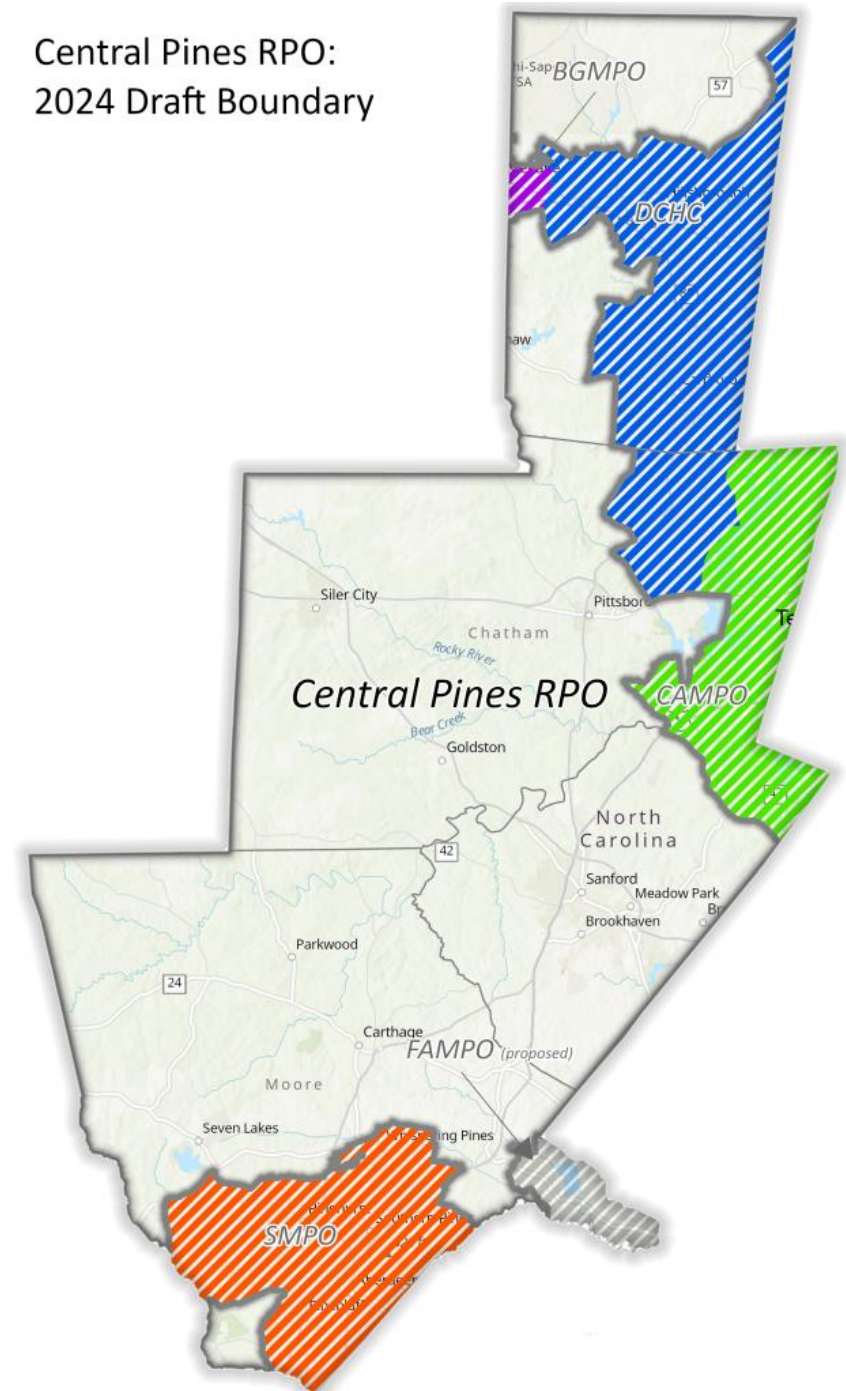 Central Pines RPO:
2024 Draft Boundary
BGMPO
57
DCHC
Siler City
Pittsboro
Chatham
Rocky River
Central Pines RPO
CAMPO
Bear Creek
Goldston
North
Carolina
42
Sanford
Meadow Park
Brookhaven
Parkwood
24
Carthage
FAMPO (proposed)
Moore
Seven Lakes
Whispering Pines
SMPO